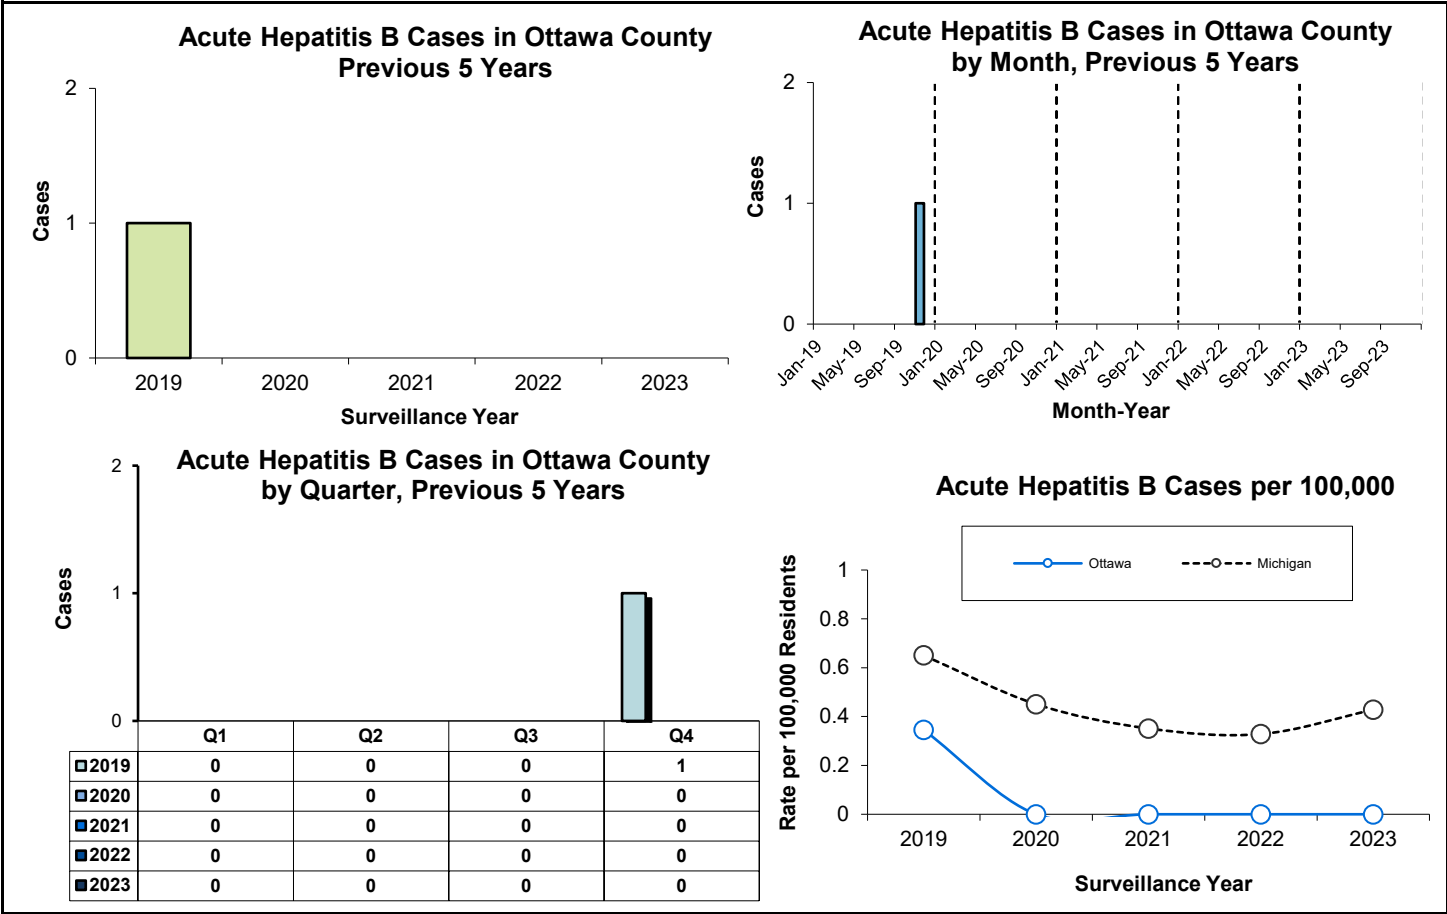 Acute Hepatitis B Cases in Ottawa County
Previous 5 Years
2
1
0
Cases
2019 2020 2021 2022 2023
Surveillance Year
Acute Hepatitis B Cases in Ottawa County
by Month, Previous 5 Years
2
1
0
Cases
Jan-19 May-19 Sep-19 Jan-20 May-20 Sep-20 Jan-21 May-21 Sep-21 Jan-22 May-22 Sep-22 Jan-23 May-23 Sep-23
Month-Year
Acute Hepatitis B Cases in Ottawa County
by Quarter, Previous 5 Years
2
1
0
Cases
Q1 Q2 Q3 Q4
2019 0 0 0 1
2020 0 0 0 0
2021 0 0 0 0
2022 0 0 0 0
2023 0 0 0 0
Acute Hepatitis B Cases per 100,000
Ottawa Michigan
1
0.8
0.6
0.4
0.2
0
Rate per 100,000 Residents
2019 2020 2021 2022 2023
Surveillance Year